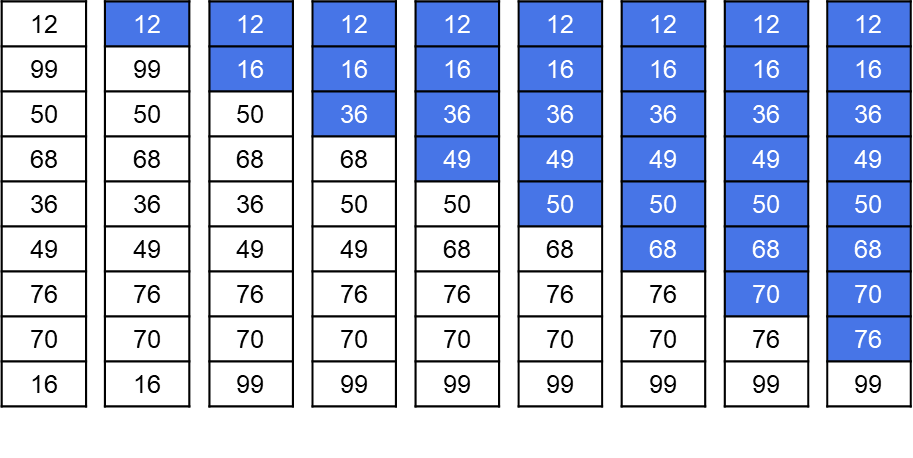 12 12 12 12 12 12 12 12 12
99 99 16 16 16 16 16 16 16
50 50 50 36 36 36 36 36 36
68 68 68 68 49 49 49 49 49
36 36 36 50 50 50 50 50 50
49 49 49 49 68 68 68 68 68
76 76 76 76 76 76 76 70 70
70 70 70 70 70 70 70 76 76
16 16 99 99 99 99 99 99 99